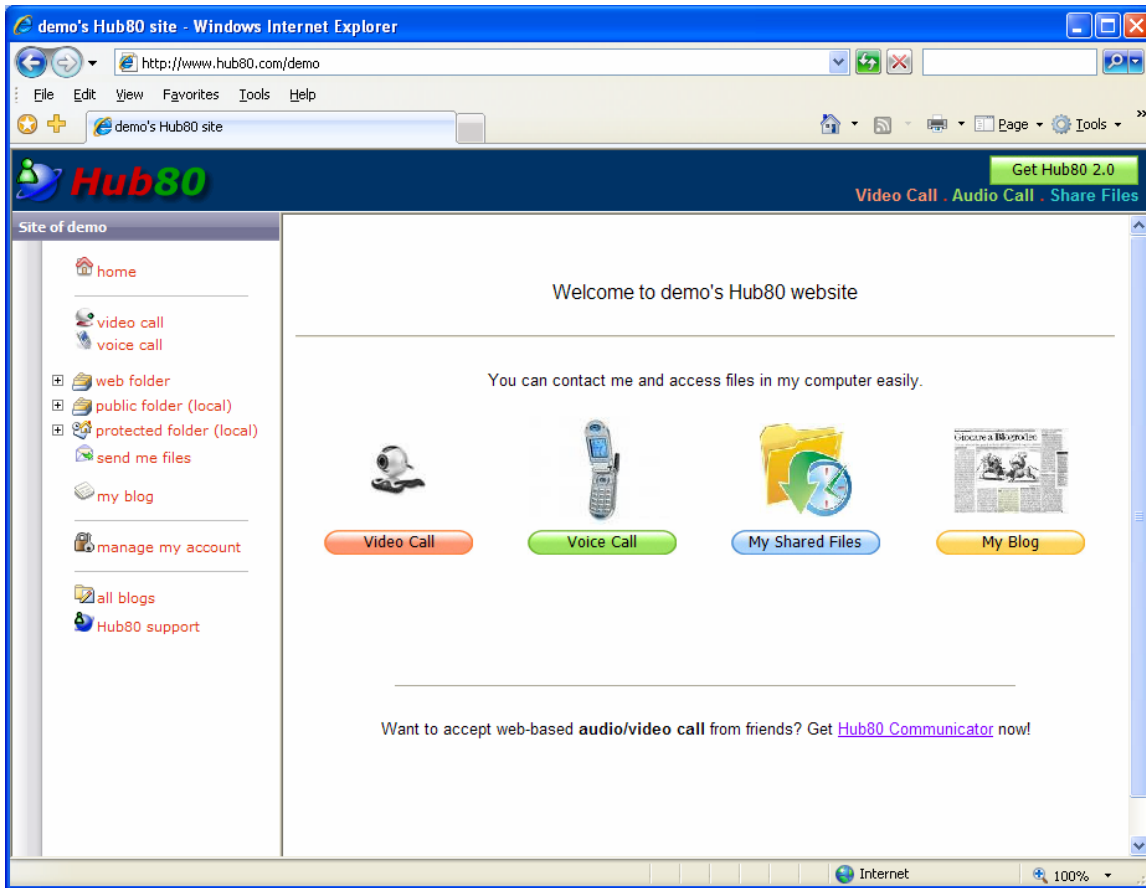 demo's Hub80 site - Windows Internet Explorer
http://www.hub80.com/demo
File Edit View Favorites Tools Help
demo's Hub80 site
Page Tools »
Hub80
Get Hub80 2.0
Video Call . Audio Call . Share Files
Site of demo
home
video call
voice call
web folder
public folder (local)
protected folder (local)
send me files
my blog
manage my account
all blogs
Hub80 support
Welcome to demo's Hub80 website
You can contact me and access files in my computer easily.
Giocare a Blogrodeo
Video Call Voice Call My Shared Files My Blog
Want to accept web-based audio/video call from friends? Get Hub80 Communicator now!
Internet 100%